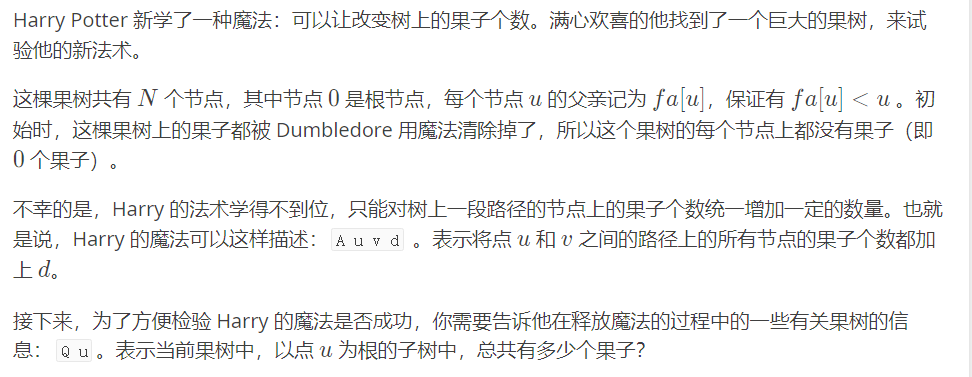 Harry Potter 新学了一种魔法：可以让改变树上的果子个数。满心欢喜的他找到了一个巨大的果树，来试
验他的新法术。
这棵果树共有 N 个节点，其中节点 0 是根节点，每个节点 u 的父亲记为 fa[u]，保证有 fa[u] < u 。初
始时，这棵果树上的果子都被 Dumbledore 用魔法清除掉了，所以这个果树的每个节点上都没有果子（即
0 个果子）。
不幸的是，Harry 的法术学得不到位，只能对树上一段路径的节点上的果子个数统一增加一定的数量。也就
是说，Harry 的魔法可以这样描述： A u v d 。表示将点 u 和 v 之间的路径上的所有节点的果子个数都加
上 d。
接下来，为了方便检验 Harry 的魔法是否成功，你需要告诉他在释放魔法的过程中的一些有关果树的信
息： Q u 。表示当前果树中，以点 u 为根的子树中，总共有多少个果子？